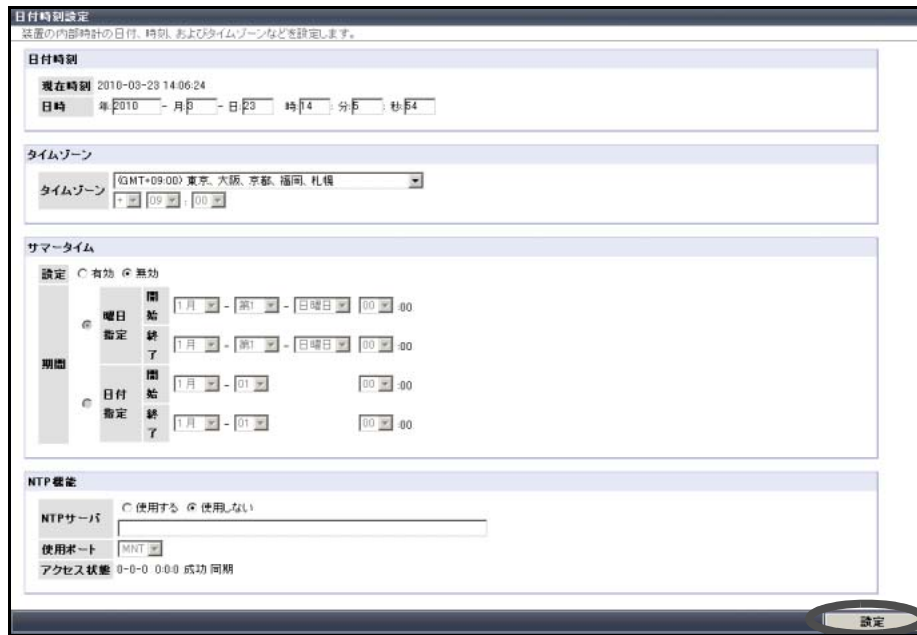 日付時刻設定
装置の内部時計の日付、時刻、およびタイムゾーンなどを設定します。
日付時刻
現在時刻 2010-03-23 14:06:24
日時 年:2010 - 月:3 - 日:23 時:14 : 分:5 : 秒:54
タイムゾーン
タイムゾーン (GMT+09:00) 東京、大阪、京都、福岡、札幌
+ 09 : 00
サマータイム
設定 有効 無効
期間
曜日指定
開始 1月 - 第1 - 日曜日 00 :00
終了 1月 - 第1 - 日曜日 00 :00
日付指定
開始 1月 - 01 00 :00
終了 1月 - 01 00 :00
NTP機能
NTPサーバ 使用する 使用しない
使用ポート MNT
アクセス状態 0-0-0 0:0:0 成功 同期
設定